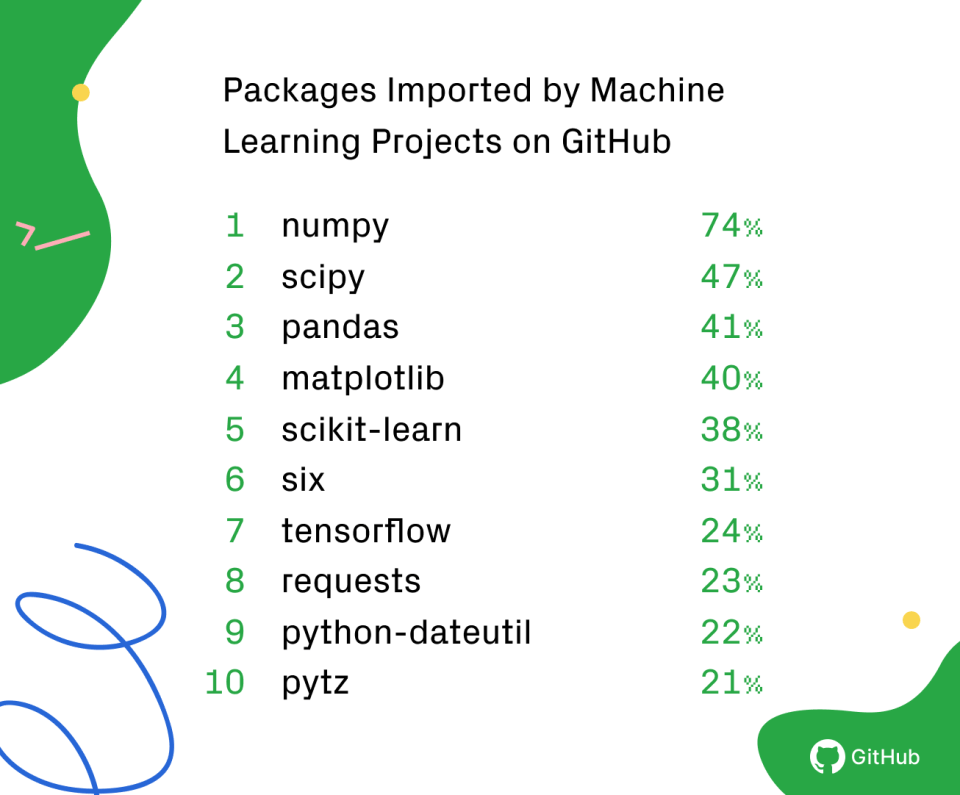 Packages Imported by Machine
Learning Projects on GitHub
1 numpy 74%
2 scipy 47%
3 pandas 41%
4 matplotlib 40%
5 scikit-learn 38%
6 six 31%
7 tensorflow 24%
8 requests 23%
9 python-dateutil 22%
10 pytz 21%
GitHub